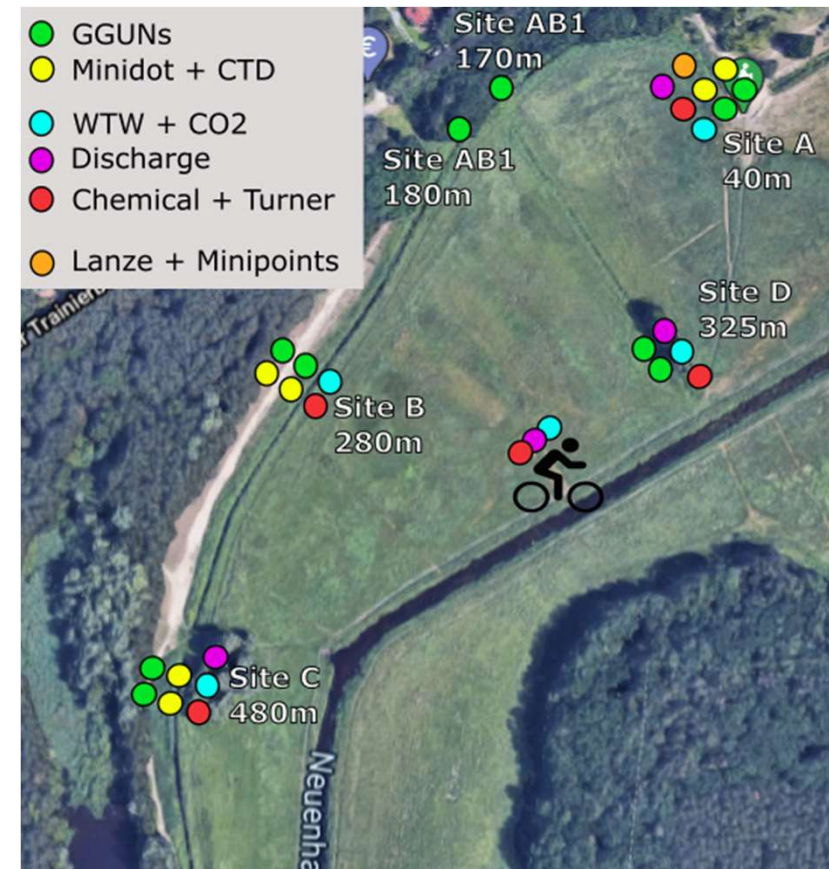 GGUNs
Minidot + CTD
WTW + CO2
Discharge
Chemical + Turner
Lanze + Minipoints
Site AB1
170m
Site AB1
180m
Site A
40m
Site D
325m
Site B
280m
Site C
480m
r Trainierb
Neuenha
€